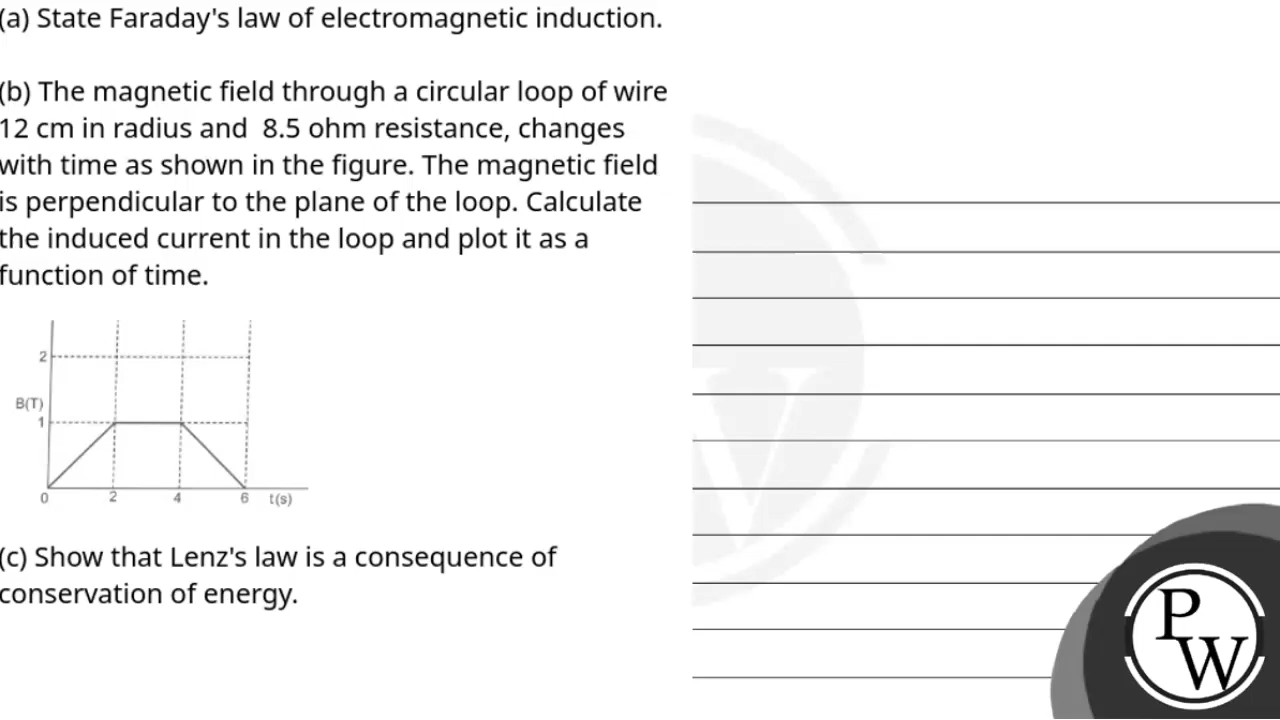 (a) State Faraday's law of electromagnetic induction.
(b) The magnetic field through a circular loop of wire
12 cm in radius and  8.5 ohm resistance, changes
with time as shown in the figure. The magnetic field
is perpendicular to the plane of the loop. Calculate
the induced current in the loop and plot it as a
function of time.
2
B(T)
1
0 2 4 6 t(s)
(c) Show that Lenz's law is a consequence of
conservation of energy.
P
W